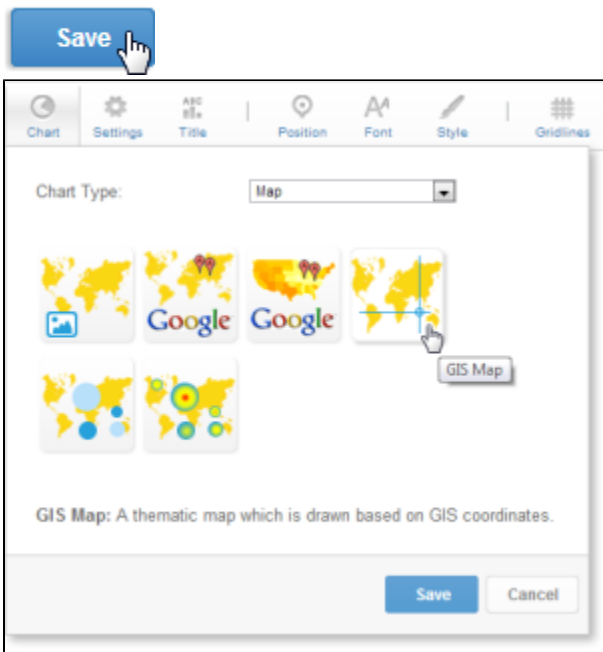 Save
Chart Settings ABC Title | Position Font Style | Gridlines
Chart Type: Map
Google Google
GIS Map
GIS Map: A thematic map which is drawn based on GIS coordinates.
Save Cancel